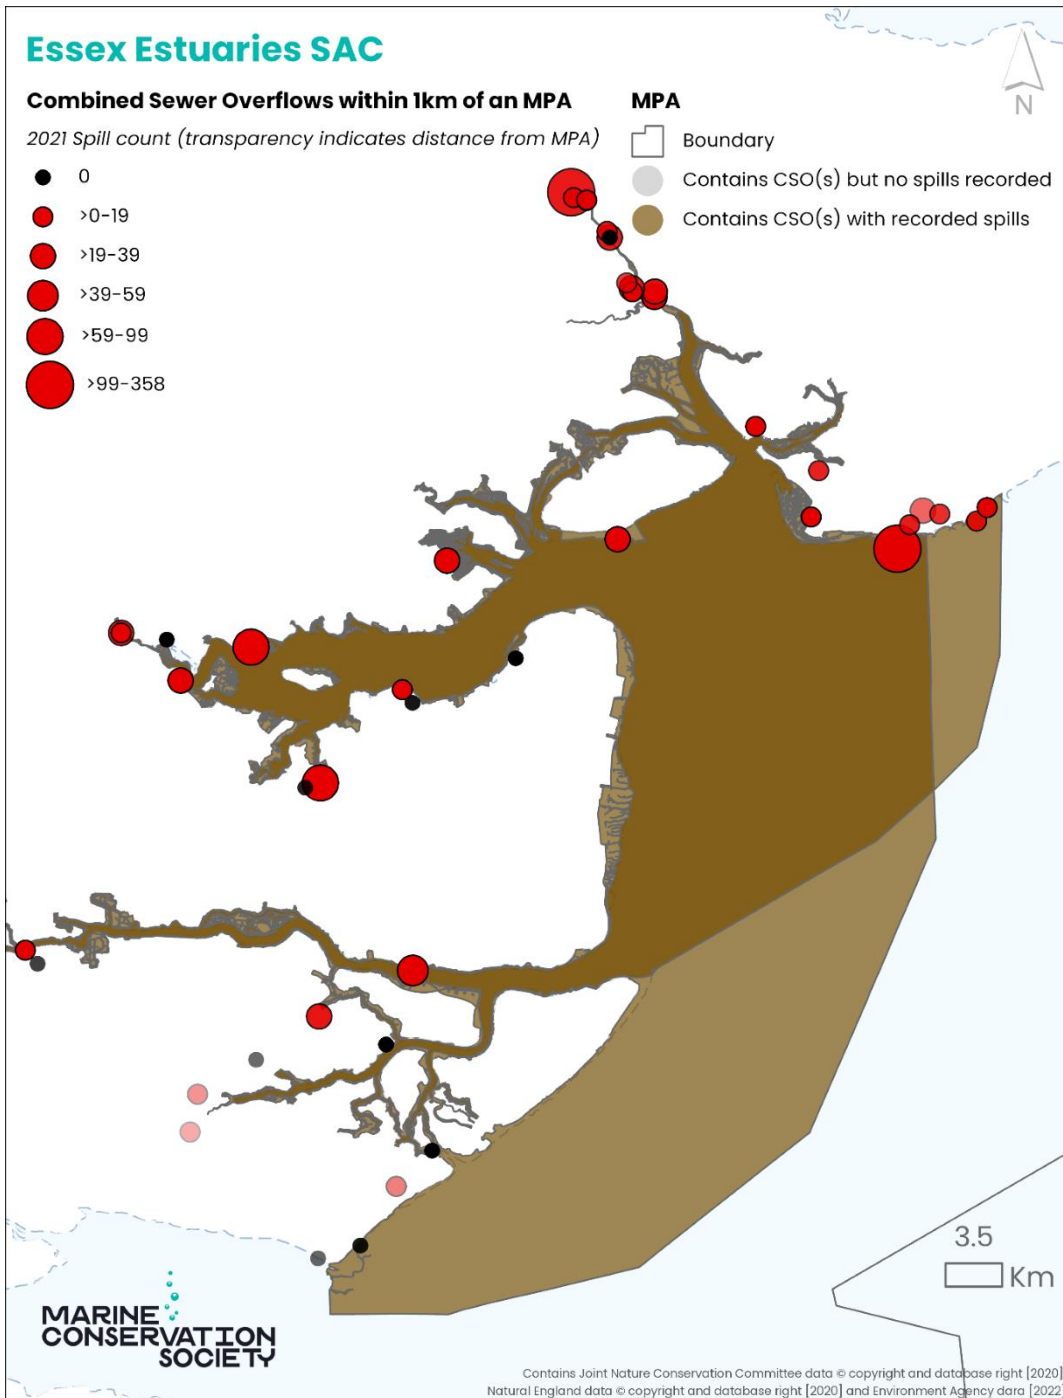 Essex Estuaries SAC
Combined Sewer Overflows within 1km of an MPA
2021 Spill count (transparency indicates distance from MPA)
0
>0-19
>19-39
>39-59
>59-99
>99-358
MPA
Boundary
Contains CSO(s) but no spills recorded
Contains CSO(s) with recorded spills
N
3.5
Km
MARINE
CONSERVATION
SOCIETY
Contains Joint Nature Conservation Committee data © copyright and database right [2020]
Natural England data © copyright and database right [2020] and Environment Agency data [2022]